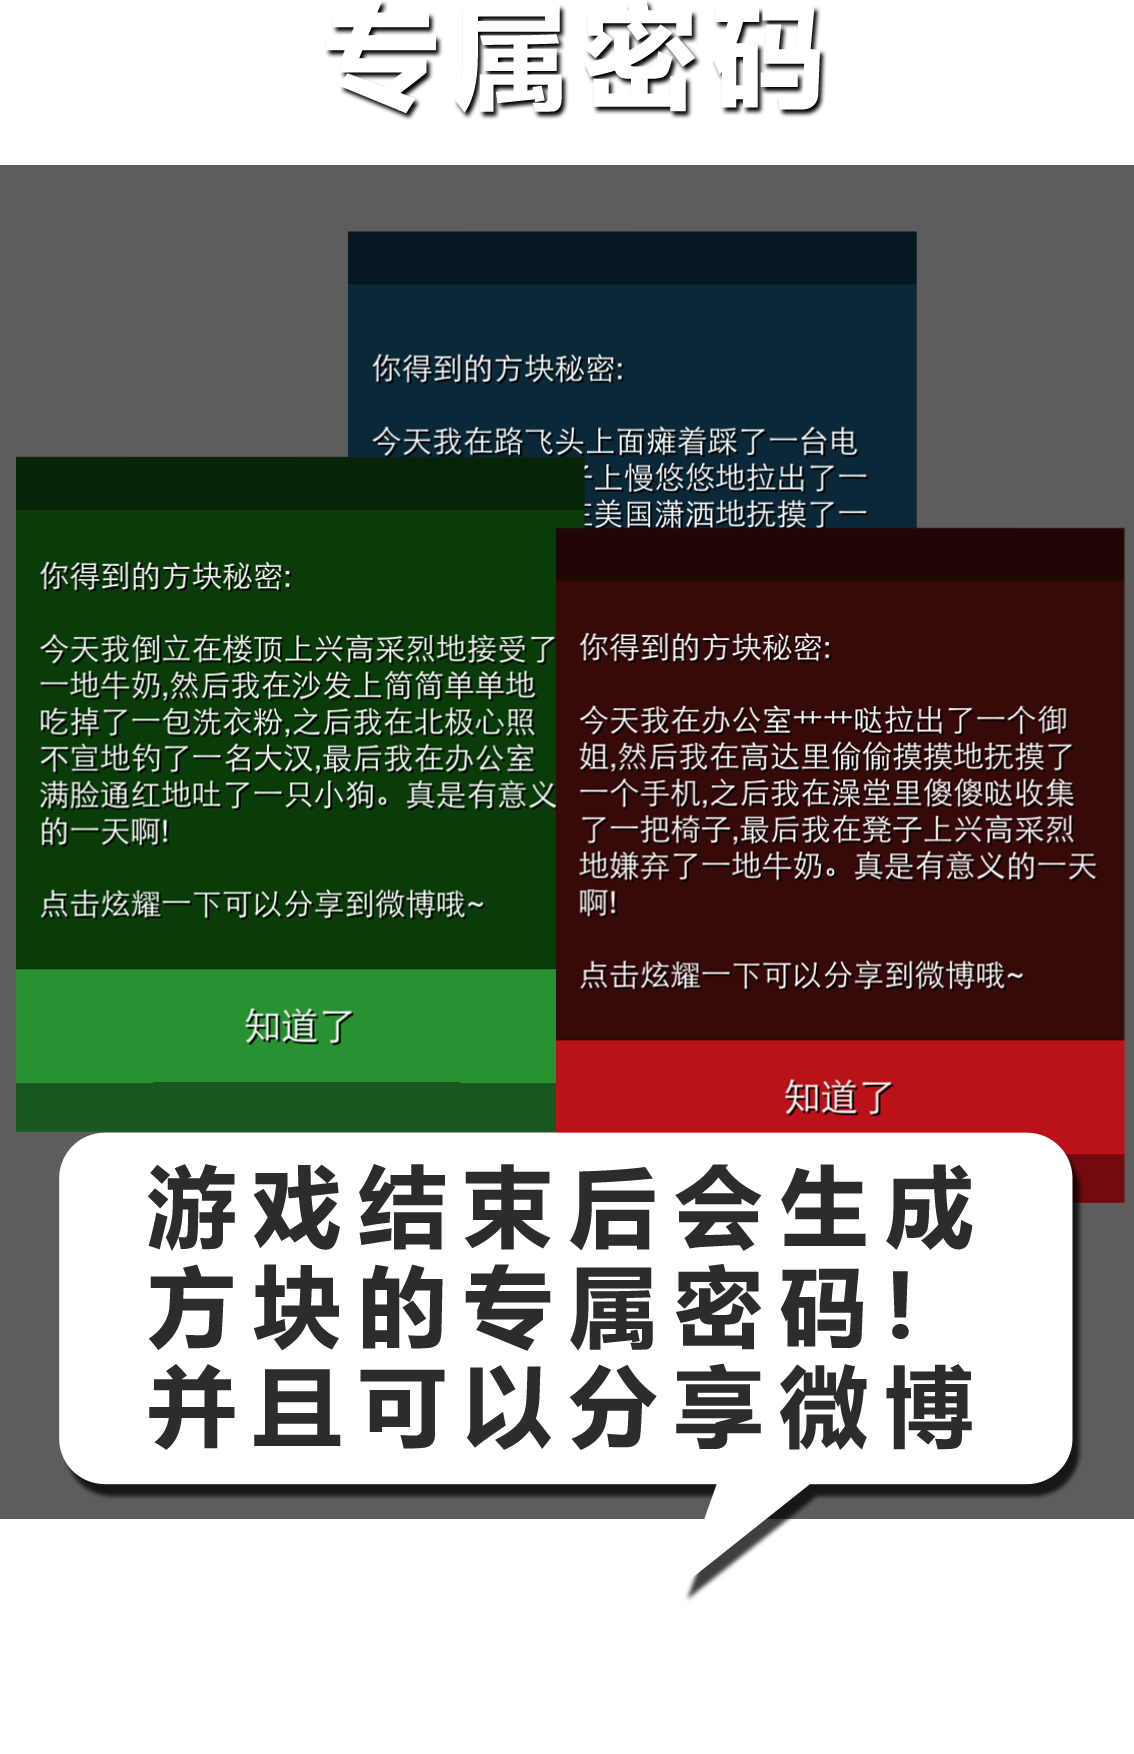 专属密码
你得到的方块秘密:
今天我在路飞头上面瘫着踩了一台电
上慢悠悠地拉出了一
美国潇洒地抚摸了一
你得到的方块秘密:
今天我倒立在楼顶上兴高采烈地接受了
一地牛奶,然后我在沙发上简简单单地
吃掉了一包洗衣粉,之后我在北极心照
不宣地钓了一名大汉,最后我在办公室
满脸通红地吐了一只小狗。真是有意义
的一天啊!
点击炫耀一下可以分享到微博哦~
知道了
你得到的方块秘密:
今天我在办公室艹艹哒拉出了一个御
姐,然后我在高达里偷偷摸摸地抚摸了
一个手机,之后我在澡堂里傻傻哒收集
了一把椅子,最后我在凳子上兴高采烈
地嫌弃了一地牛奶。真是有意义的一天
啊!
点击炫耀一下可以分享到微博哦~
知道了
游戏结束后会生成
方块的专属密码!
并且可以分享微博